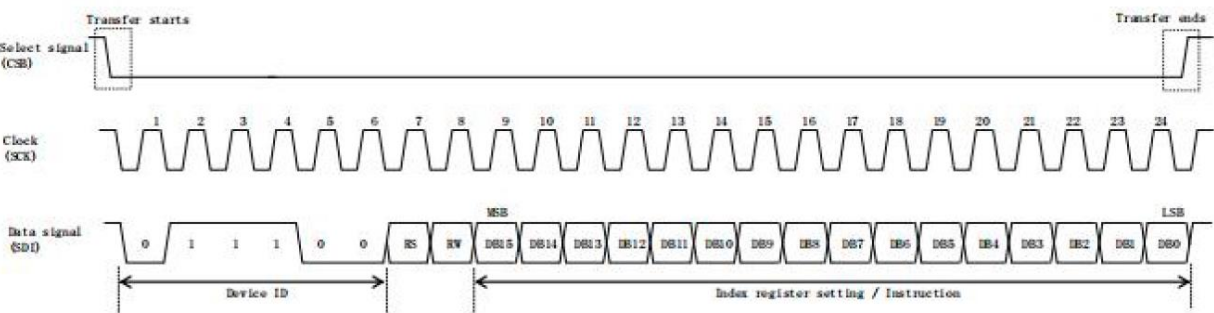 Transfer starts
Transfer ends
Select signal
(CSB)
1 2 3 4 5 6 7 8 9 10 11 12 13 14 15 16 17 18 19 20 21 22 23 24
Clock
(SCK)
MSB
LSB
Data signal
(SDI)
0 1 1 1 0 0 RS RW DB15 DB14 DB13 DB12 DB11 DB10 DB9 DB8 DB7 DB6 DB5 DB4 DB3 DB2 DB1 DB0
Device ID
Index register setting / Instruction